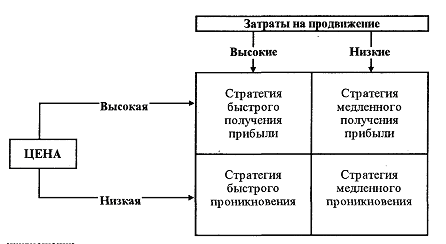 Затраты на продвижение
Высокие
Низкие
Высокая
Стратегия
быстрого
получения
прибыли
Стратегия
медленного
получения
прибыли
ЦЕНА
Низкая
Стратегия
быстрого
проникновения
Стратегия
медленного
проникновения